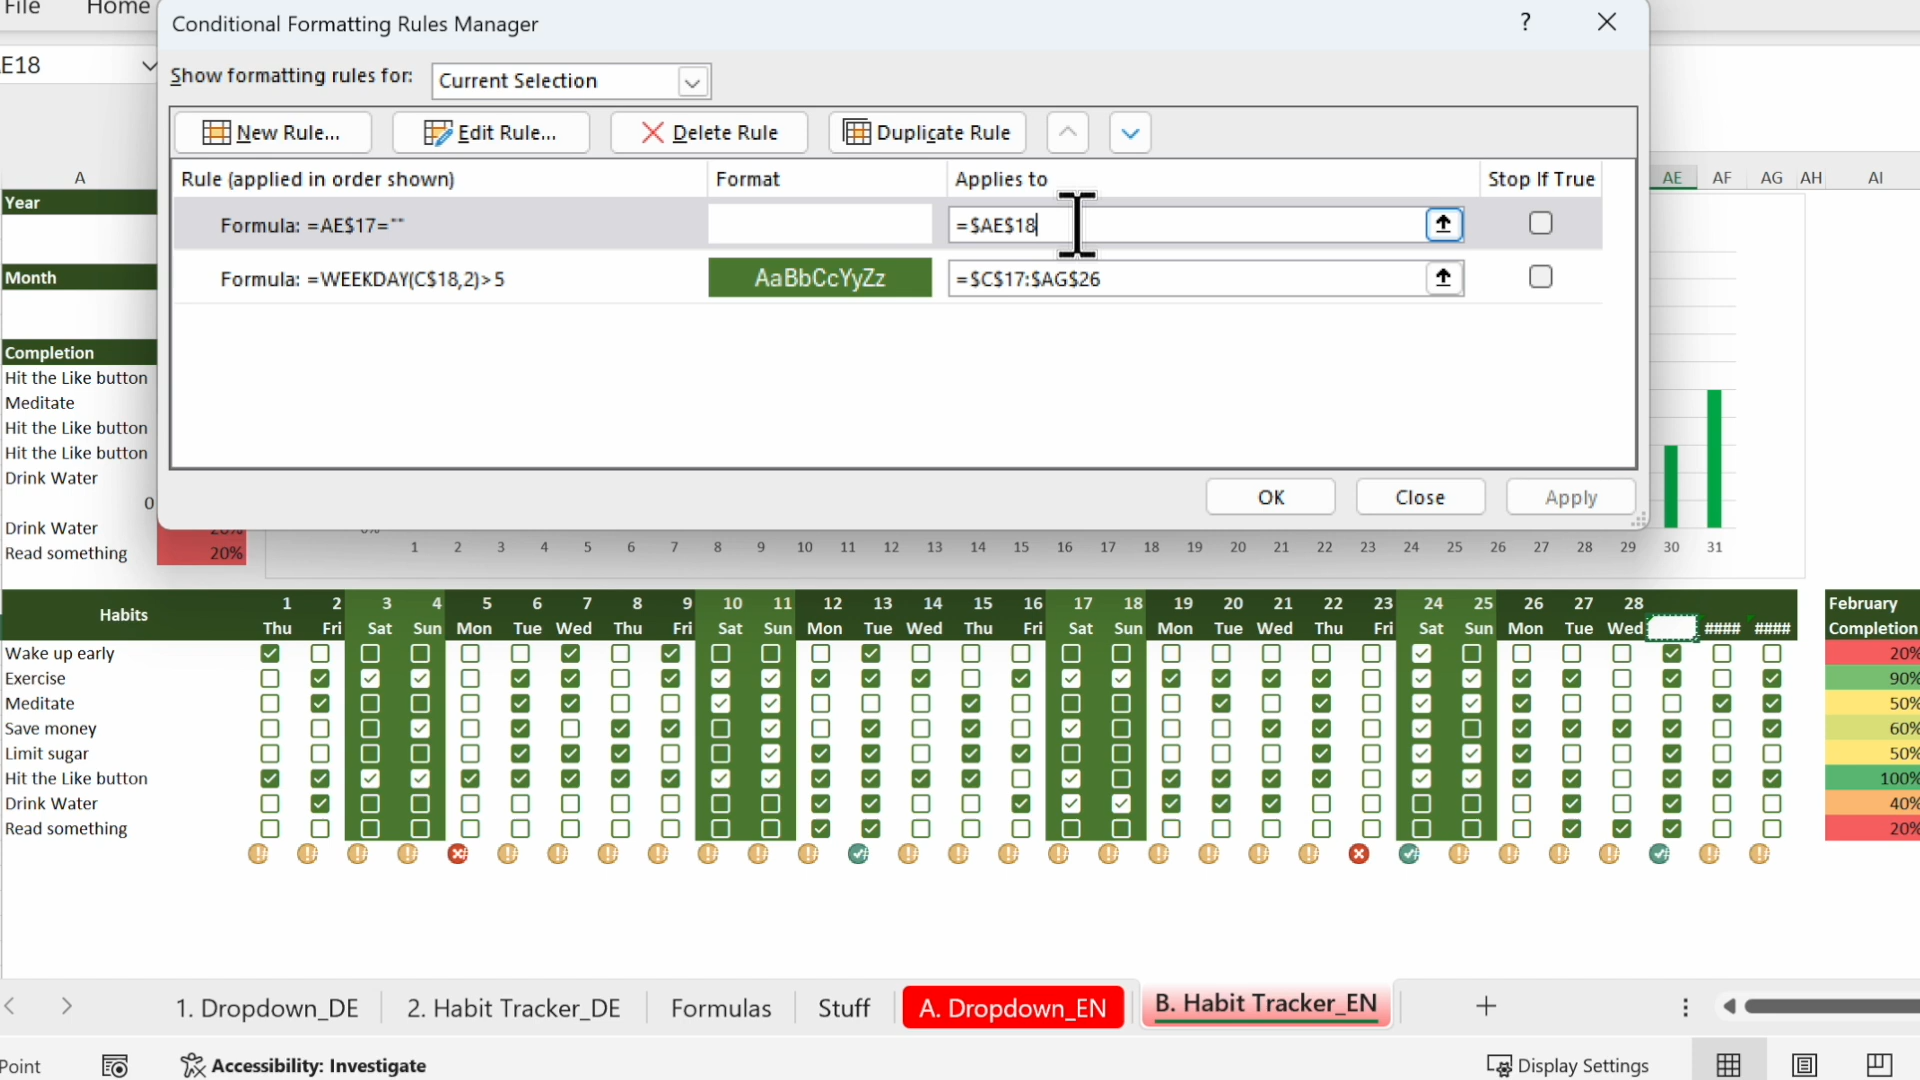 File Home
Conditional Formatting Rules Manager ?
E18
Show formatting rules for: Current Selection
New Rule... Edit Rule... Delete Rule Duplicate Rule
Rule (applied in order shown) Format Applies to Stop If True
Formula: =AE$17="" =$AE$18
Formula: =WEEKDAY(C$18,2)>5 AaBbCcYyZz =$C$17:$AG$26
OK Close Apply
A AE AF AG AH AI
Year
Month
Completion
Hit the Like button
Meditate
Hit the Like button
Hit the Like button
Drink Water
0
Drink Water
Read something 20%
1 2 3 4 5 6 7 8 9 10 11 12 13 14 15 16 17 18 19 20 21 22 23 24 25 26 27 28 29 30 31
Habits 1 2 3 4 5 6 7 8 9 10 11 12 13 14 15 16 17 18 19 20 21 22 23 24 25 26 27 28 February
Thu Fri Sat Sun Mon Tue Wed Thu Fri Sat Sun Mon Tue Wed Thu Fri Sat Sun Mon Tue Wed Thu Fri Sat Sun Mon Tue Wed #### #### Completion
Wake up early 20%
Exercise 90%
Meditate 50%
Save money 60%
Limit sugar 50%
Hit the Like button 100%
Drink Water 40%
Read something 20%
1. Dropdown_DE 2. Habit Tracker_DE Formulas Stuff A. Dropdown_EN B. Habit Tracker_EN
Point Accessibility: Investigate Display Settings